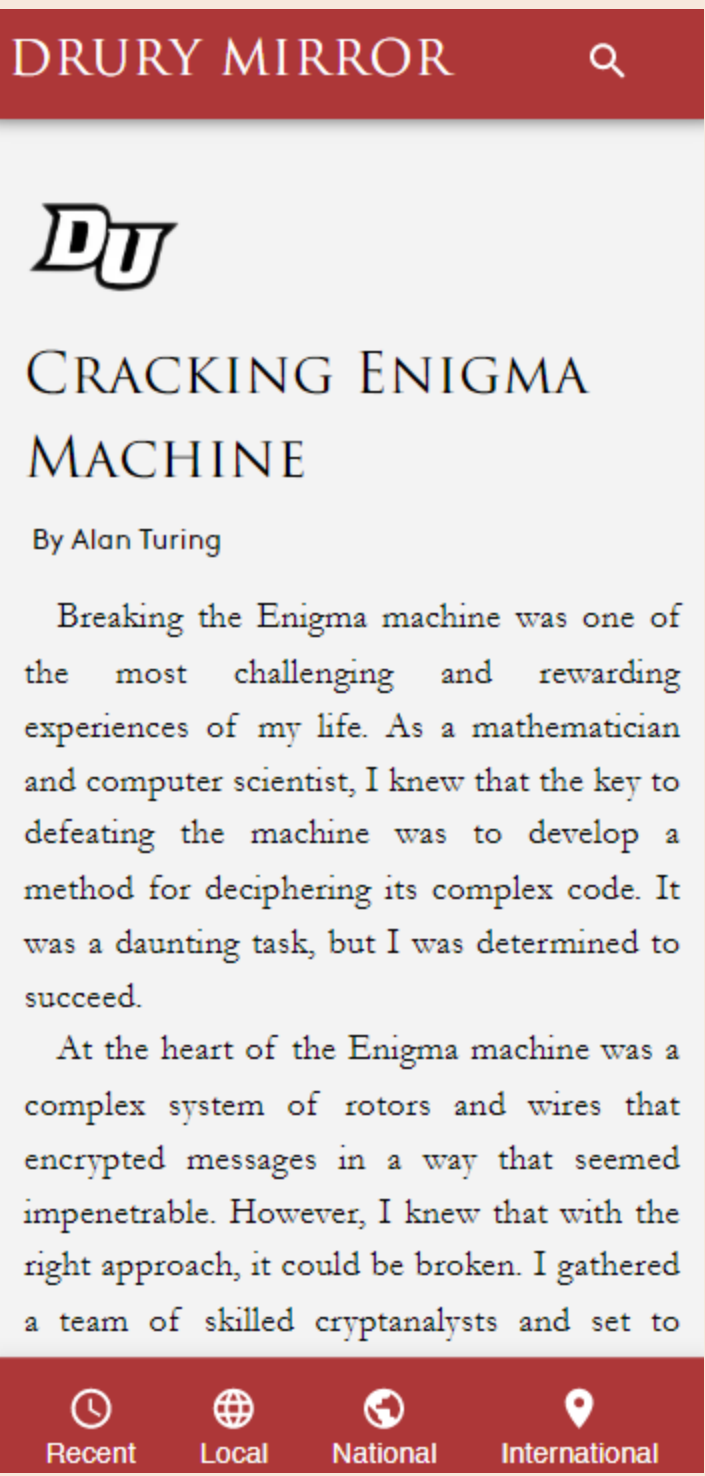 DRURY MIRROR
DU
CRACKING ENIGMA
MACHINE
By Alan Turing
Breaking the Enigma machine was one of
the most challenging and rewarding
experiences of my life. As a mathematician
and computer scientist, I knew that the key to
defeating the machine was to develop a
method for deciphering its complex code. It
was a daunting task, but I was determined to
succeed.
At the heart of the Enigma machine was a
complex system of rotors and wires that
encrypted messages in a way that seemed
impenetrable. However, I knew that with the
right approach, it could be broken. I gathered
a team of skilled cryptanalysts and set to
Recent Local National International